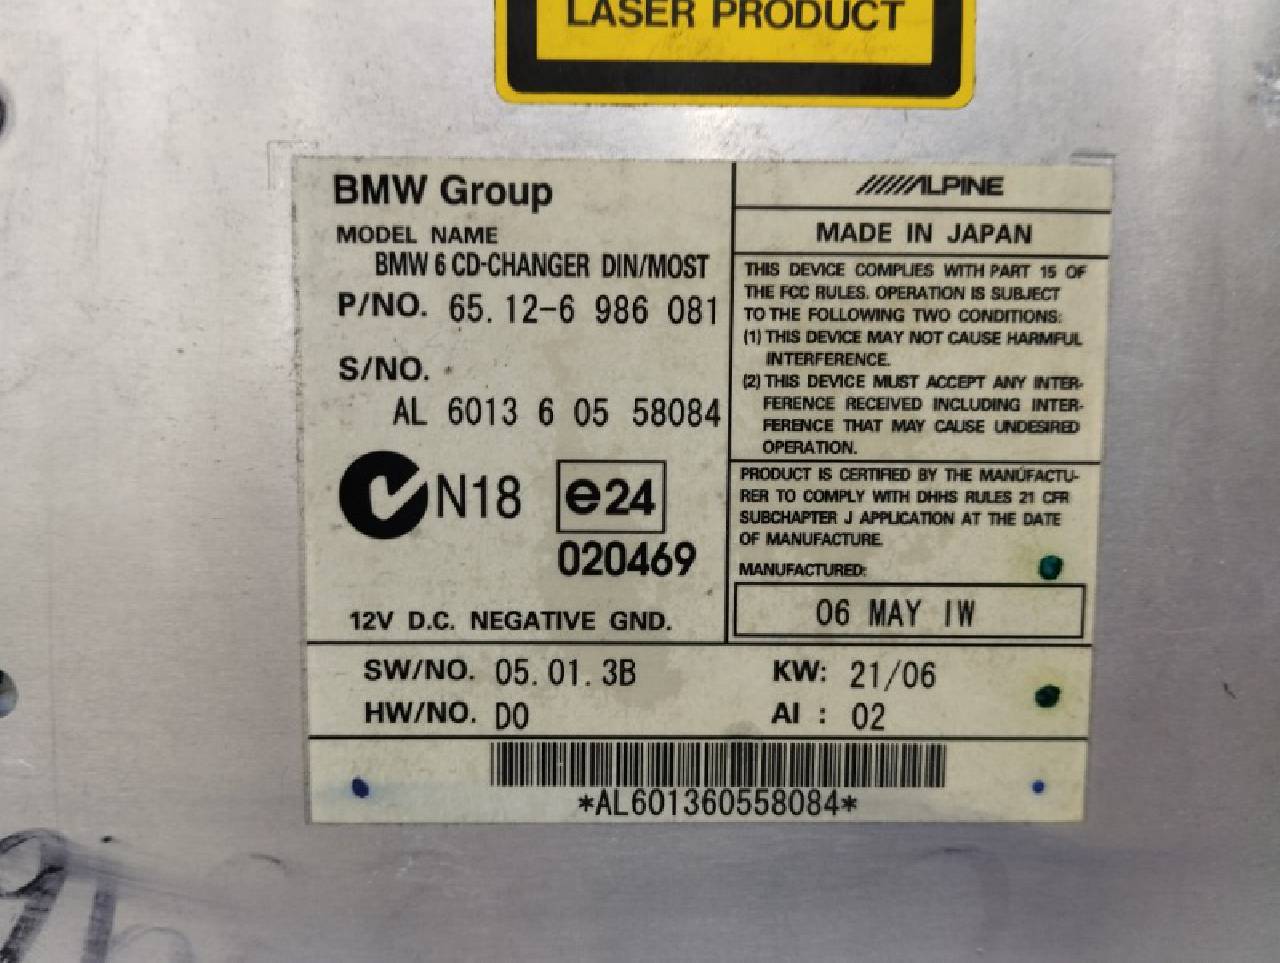 LASER PRODUCT
BMW Group
MODEL NAME
BMW 6 CD-CHANGER DIN/MOST
P/NO. 65.12-6 986 081
S/NO.
AL 6013 6 05 58084
N18
e24
020469
12V D.C. NEGATIVE GND.
ALPINE
MADE IN JAPAN
THIS DEVICE COMPLIES WITH PART 15 OF
THE FCC RULES. OPERATION IS SUBJECT
TO THE FOLLOWING TWO CONDITIONS:
(1) THIS DEVICE MAY NOT CAUSE HARMFUL
INTERFERENCE.
(2) THIS DEVICE MUST ACCEPT ANY INTER-
FERENCE RECEIVED INCLUDING INTER-
FERENCE THAT MAY CAUSE UNDESIRED
OPERATION.
PRODUCT IS CERTIFIED BY THE MANUFACTU-
RER TO COMPLY WITH DHHS RULES 21 CFR
SUBCHAPTER J APPLICATION AT THE DATE
OF MANUFACTURE.
MANUFACTURED:
06 MAY IW
SW/NO. 05.01.3B KW: 21/06
HW/NO. D0 AI : 02
*AL601360558084*